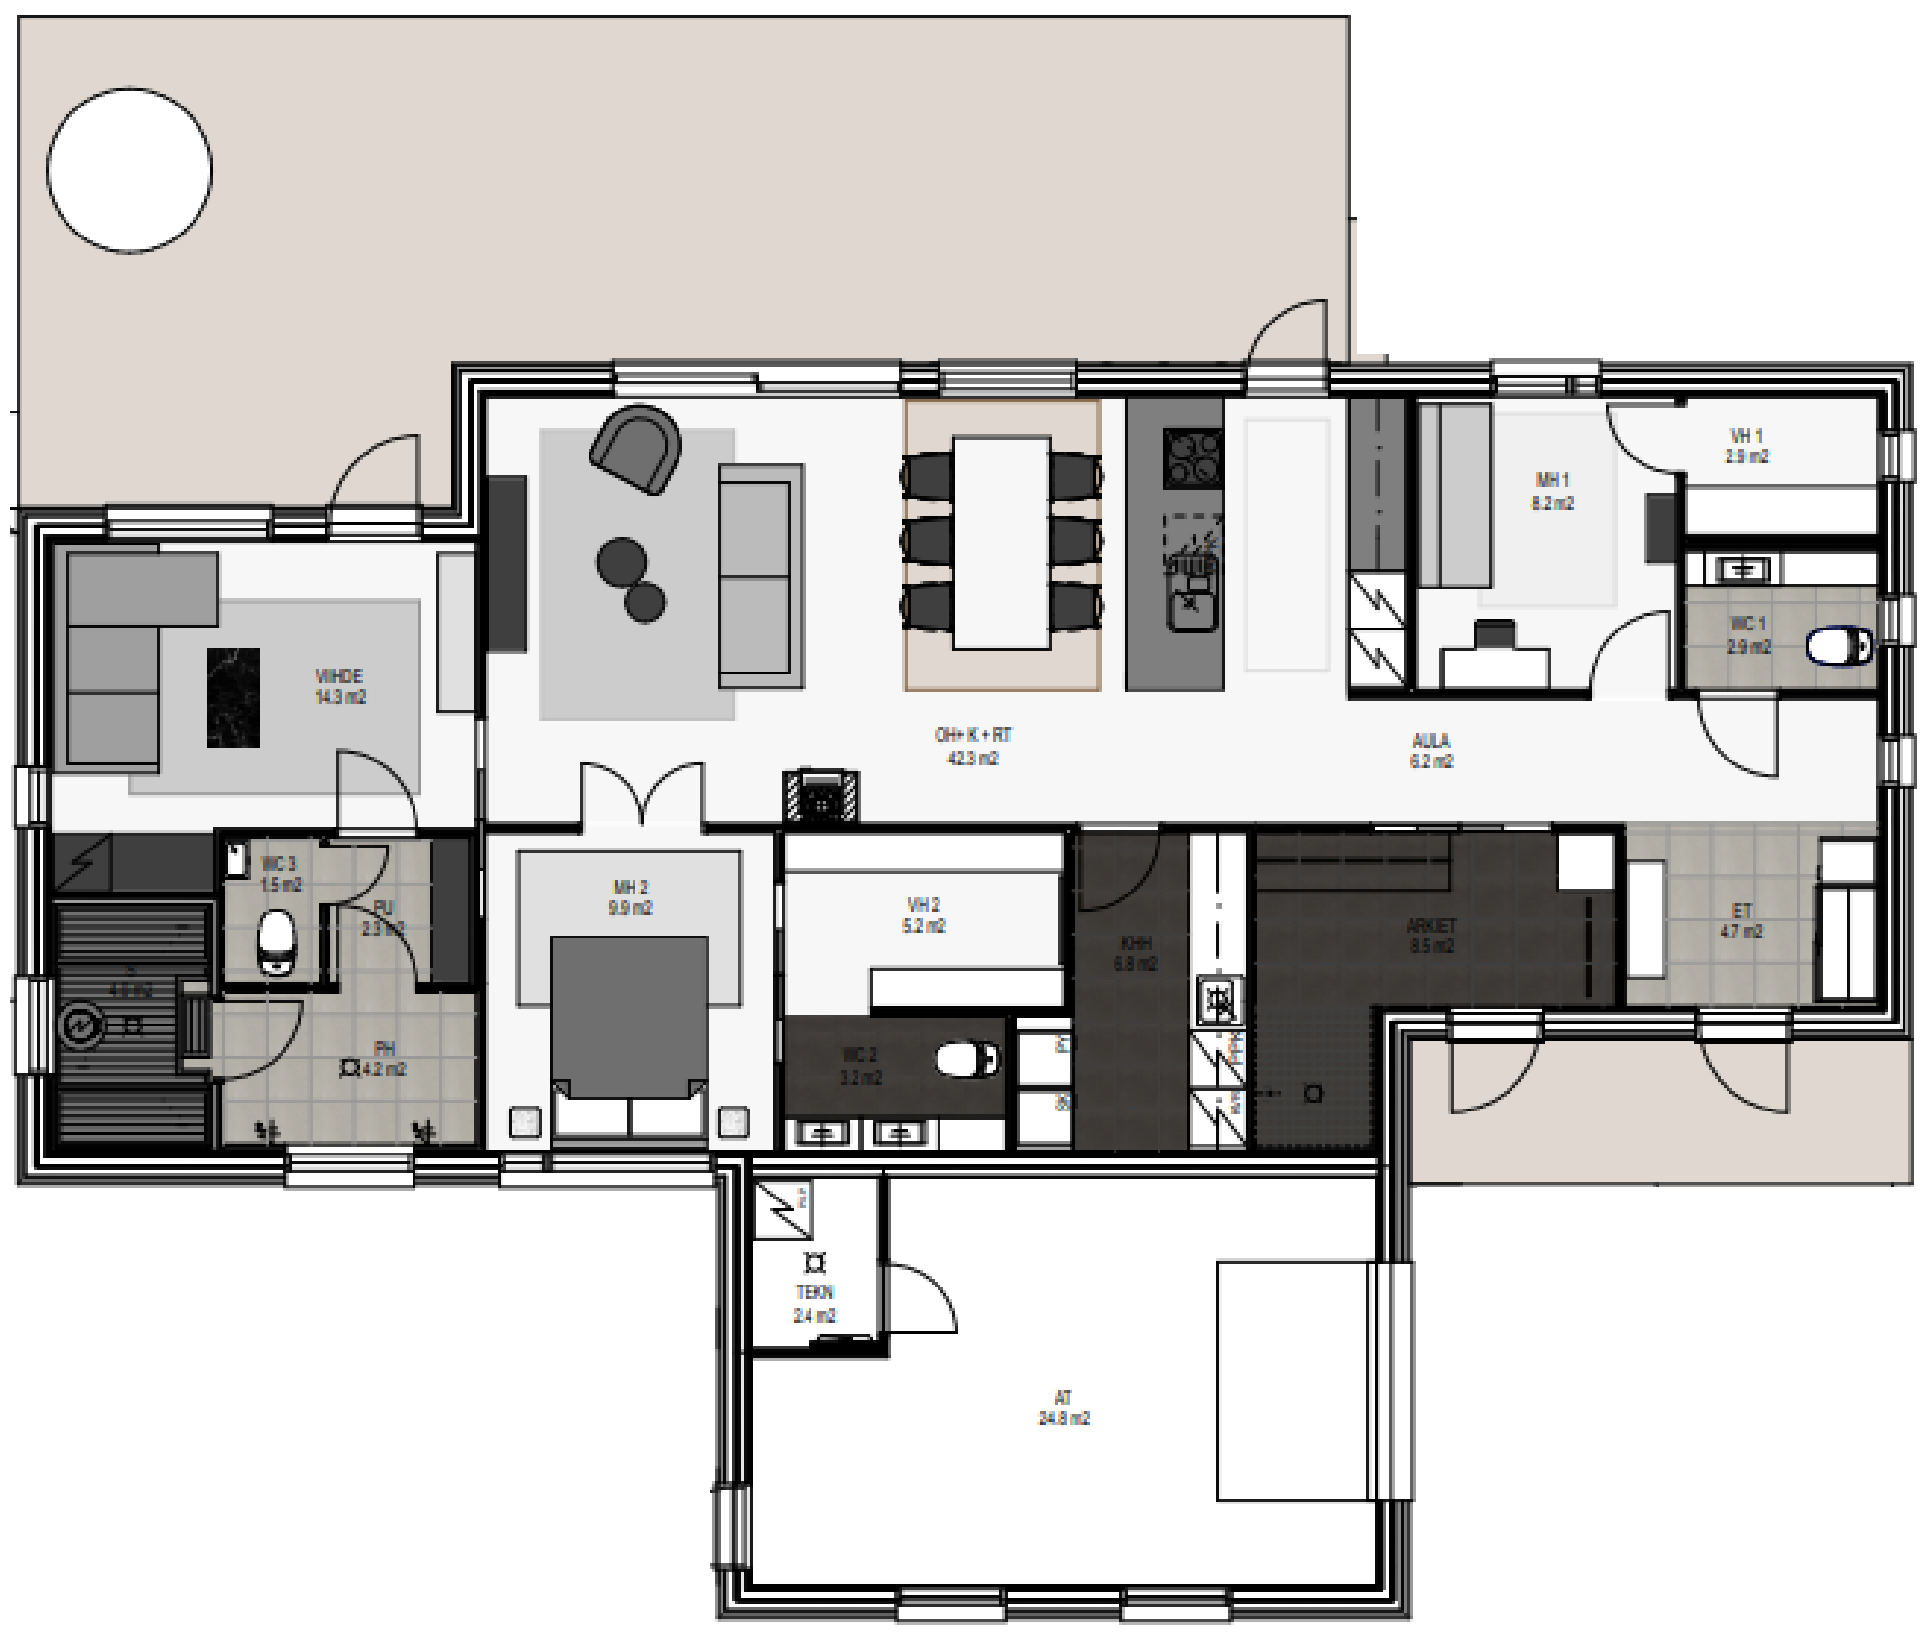 VH 1
2.9 m2
MH 1
8.2 m2
WC 1
2.9 m2
VIIHDE
14.3 m2
OH+ K + RT
42.3 m2
AULA
6.2 m2
WC 3
1.5 m2
PU
2.3 m2
MH 2
9.9 m2
VH 2
5.2 m2
KHH
6.8 m2
ARKIET
8.5 m2
ET
4.7 m2
S
PH
4.2 m2
WC 2
3.2 m2
TEKN
2.4 m2
AT
24.8 m2